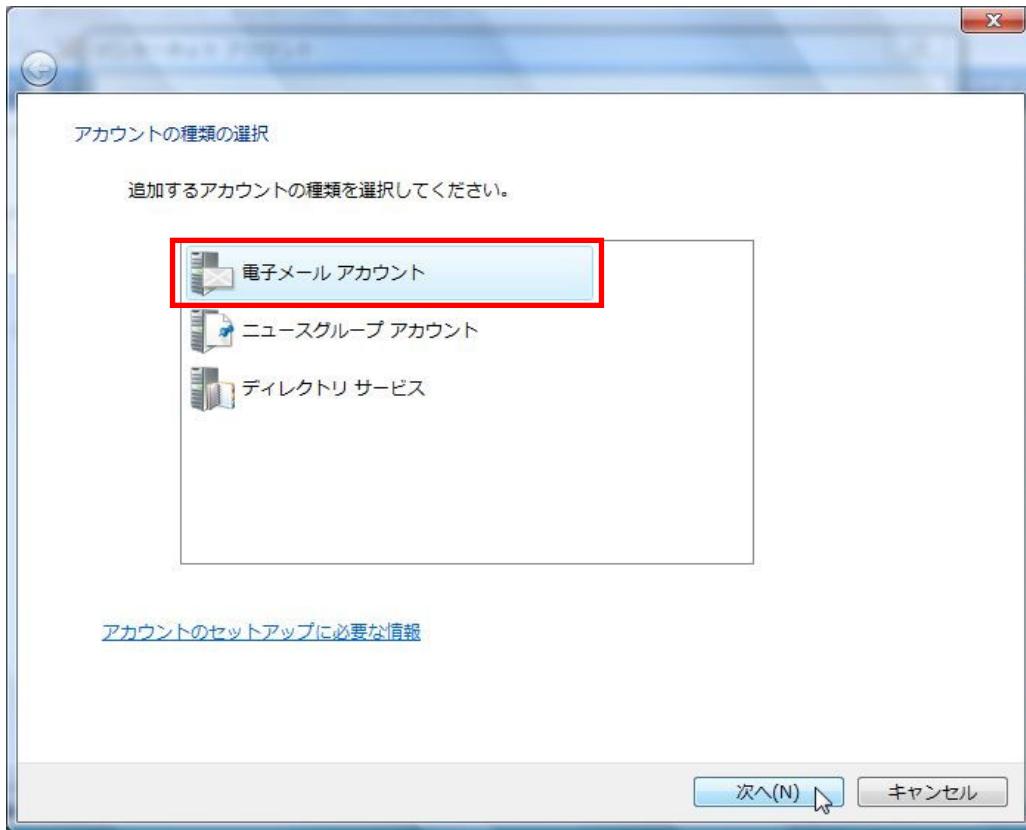 アカウントの種類の選択
追加するアカウントの種類を選択してください。
電子メール アカウント
ニュースグループ アカウント
ディレクトリ サービス
アカウントのセットアップに必要な情報
次へ(N)
キャンセル